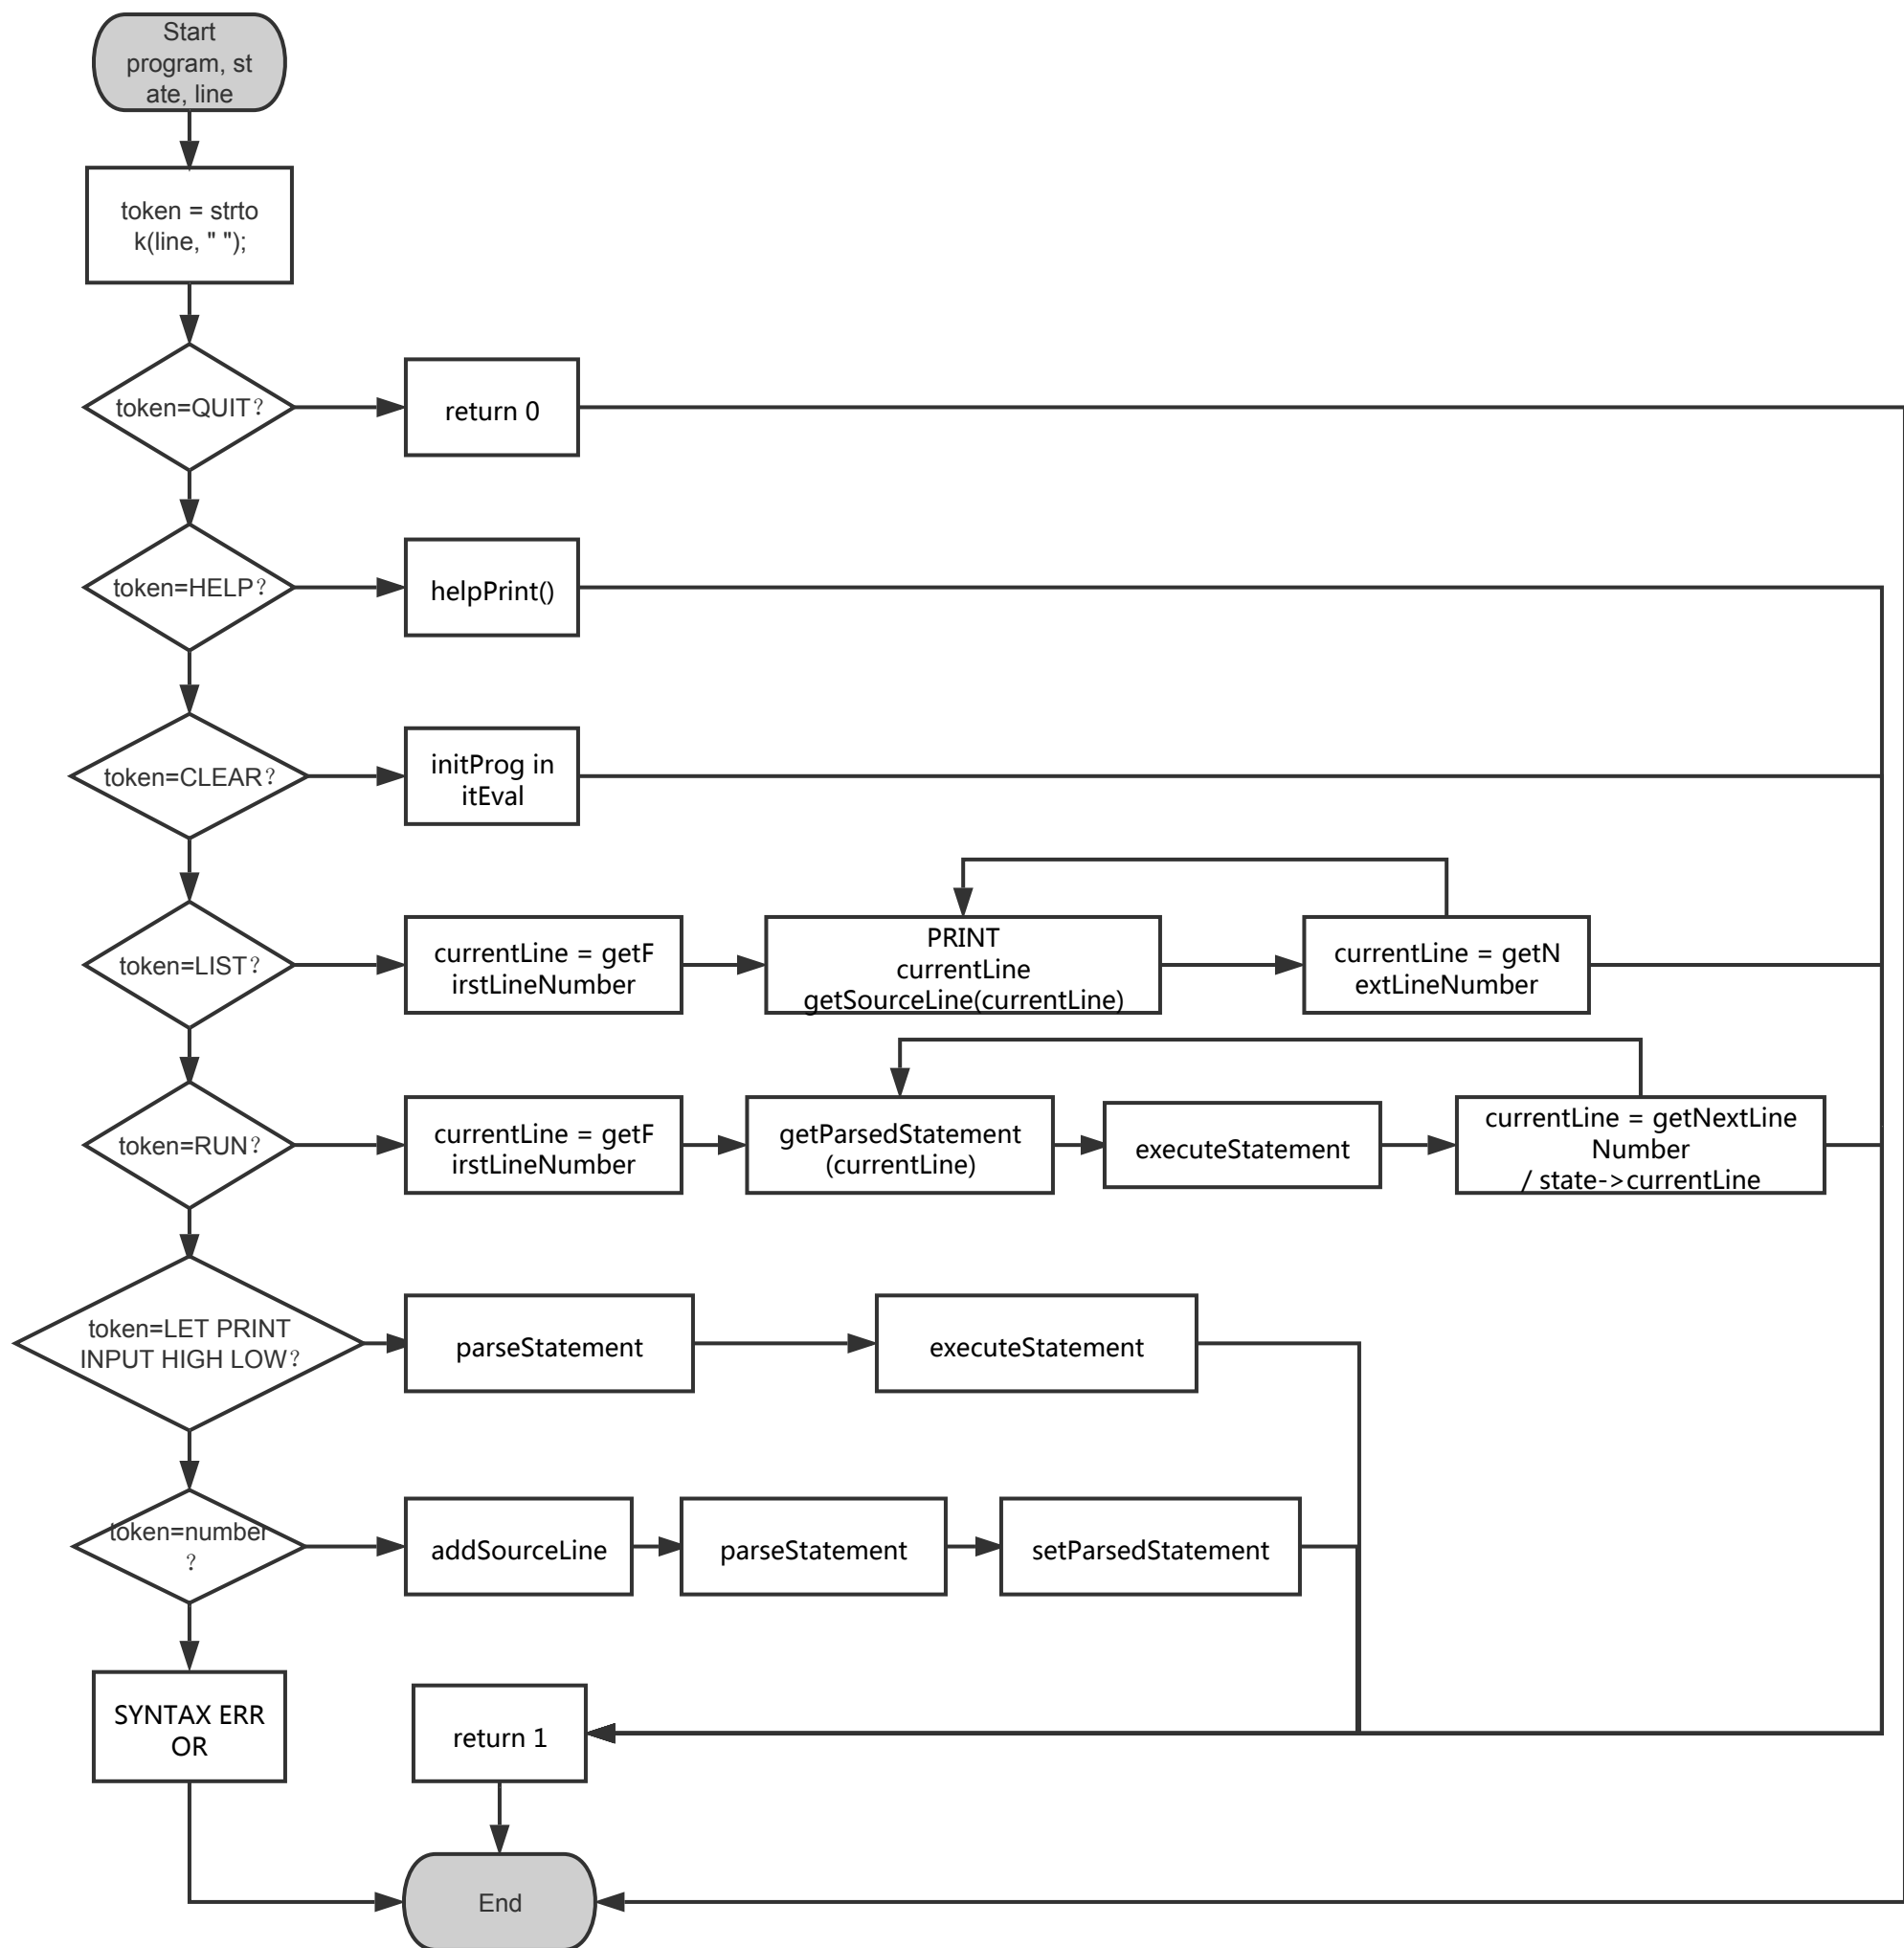 Start
program, st
ate, line
token = strto
k(line, " ");
token=QUIT？
return 0
token=HELP？
helpPrint()
token=CLEAR？
initProg in
itEval
token=LIST？
currentLine = getF
irstLineNumber
PRINT
currentLine
getSourceLine(currentLine)
currentLine = getN
extLineNumber
token=RUN？
currentLine = getF
irstLineNumber
getParsedStatement
(currentLine)
executeStatement
currentLine = getNextLine
Number
/ state->currentLine
token=LET PRINT
INPUT HIGH LOW？
parseStatement
executeStatement
token=number
？
addSourceLine
parseStatement
setParsedStatement
SYNTAX ERR
OR
return 1
End